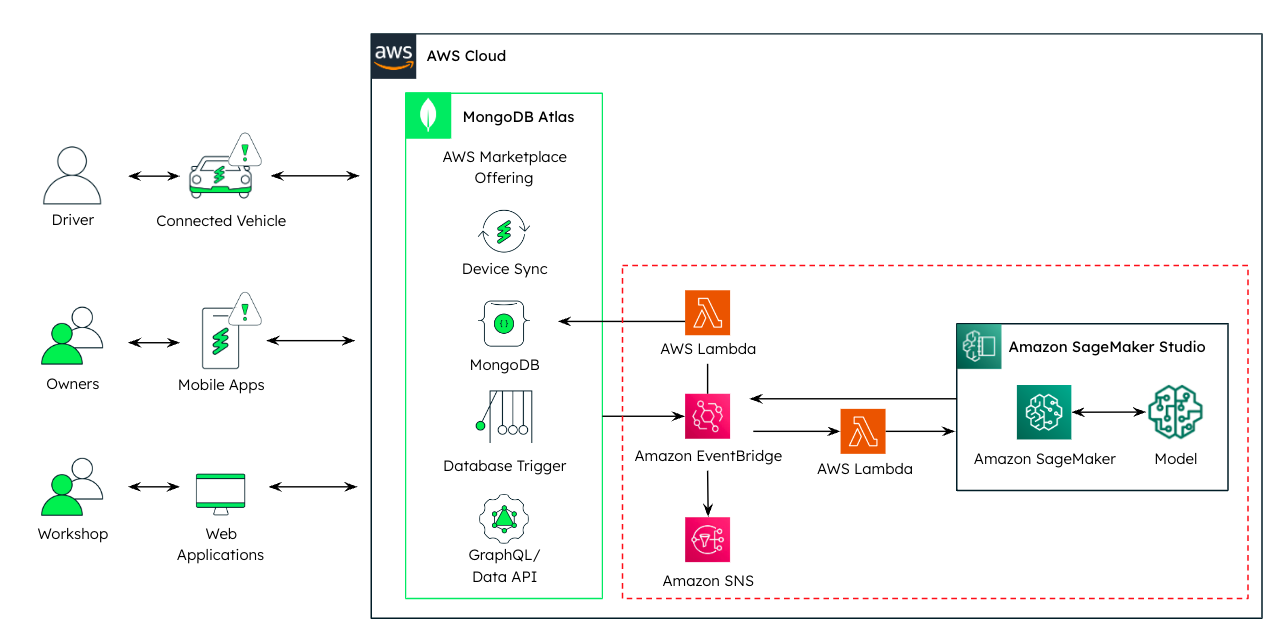 aws
AWS Cloud
MongoDB Atlas
AWS Marketplace
Offering
Driver
Connected Vehicle
Device Sync
AWS Lambda
MongoDB
Amazon SageMaker Studio
Owners
Mobile Apps
Database Trigger
Amazon EventBridge
AWS Lambda
Amazon SageMaker
Model
Workshop
Web
Applications
GraphQL/
Data API
Amazon SNS